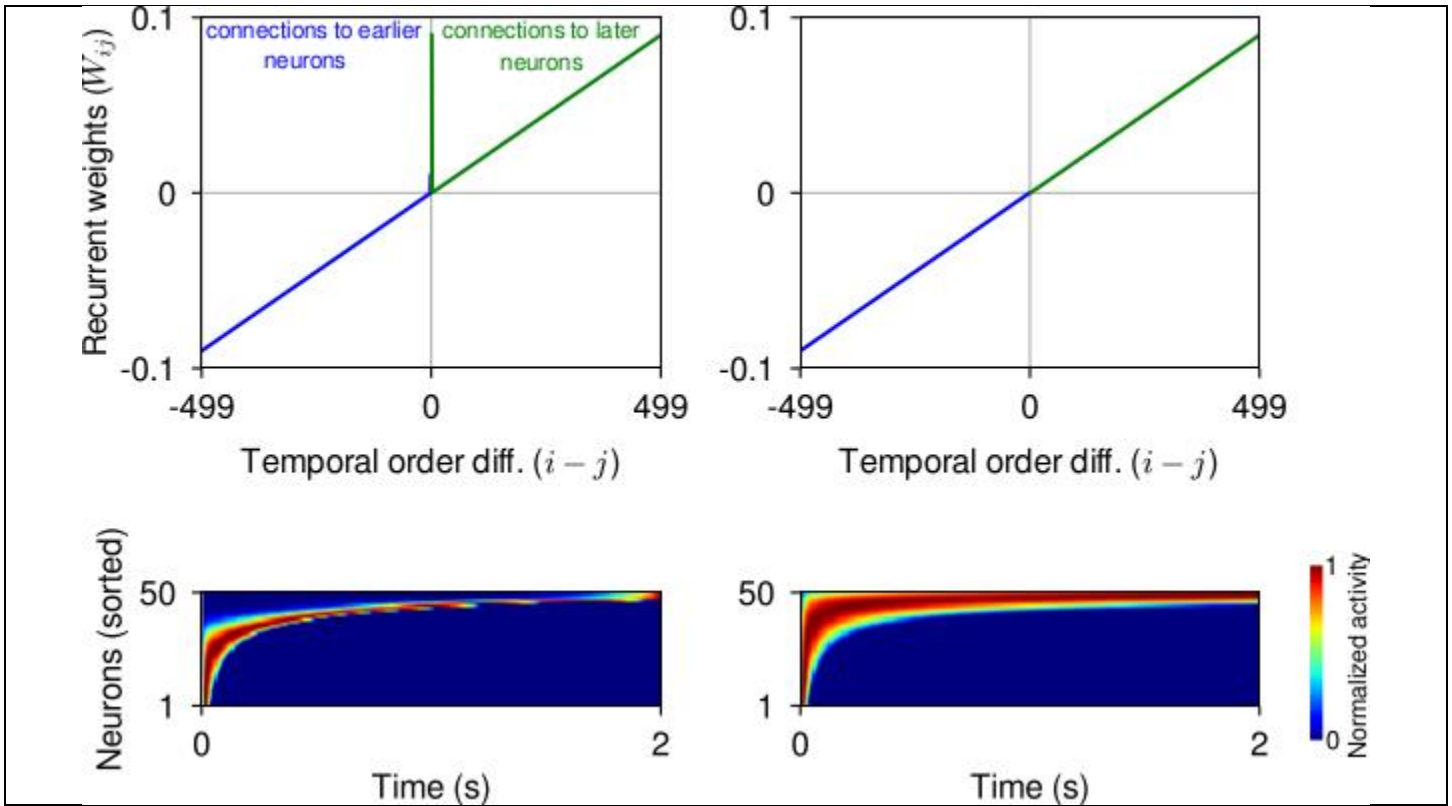 0.1
connections to earlier
neurons
connections to later
neurons
0
-0.1
Recurrent weights (W_{ij})
-499
0
499
Temporal order diff. (i − j)
0.1
0
-0.1
-499
0
499
Temporal order diff. (i − j)
Neurons (sorted)
50
1
0
2
Time (s)
50
1
0
2
Time (s)
1
0
Normalized activity